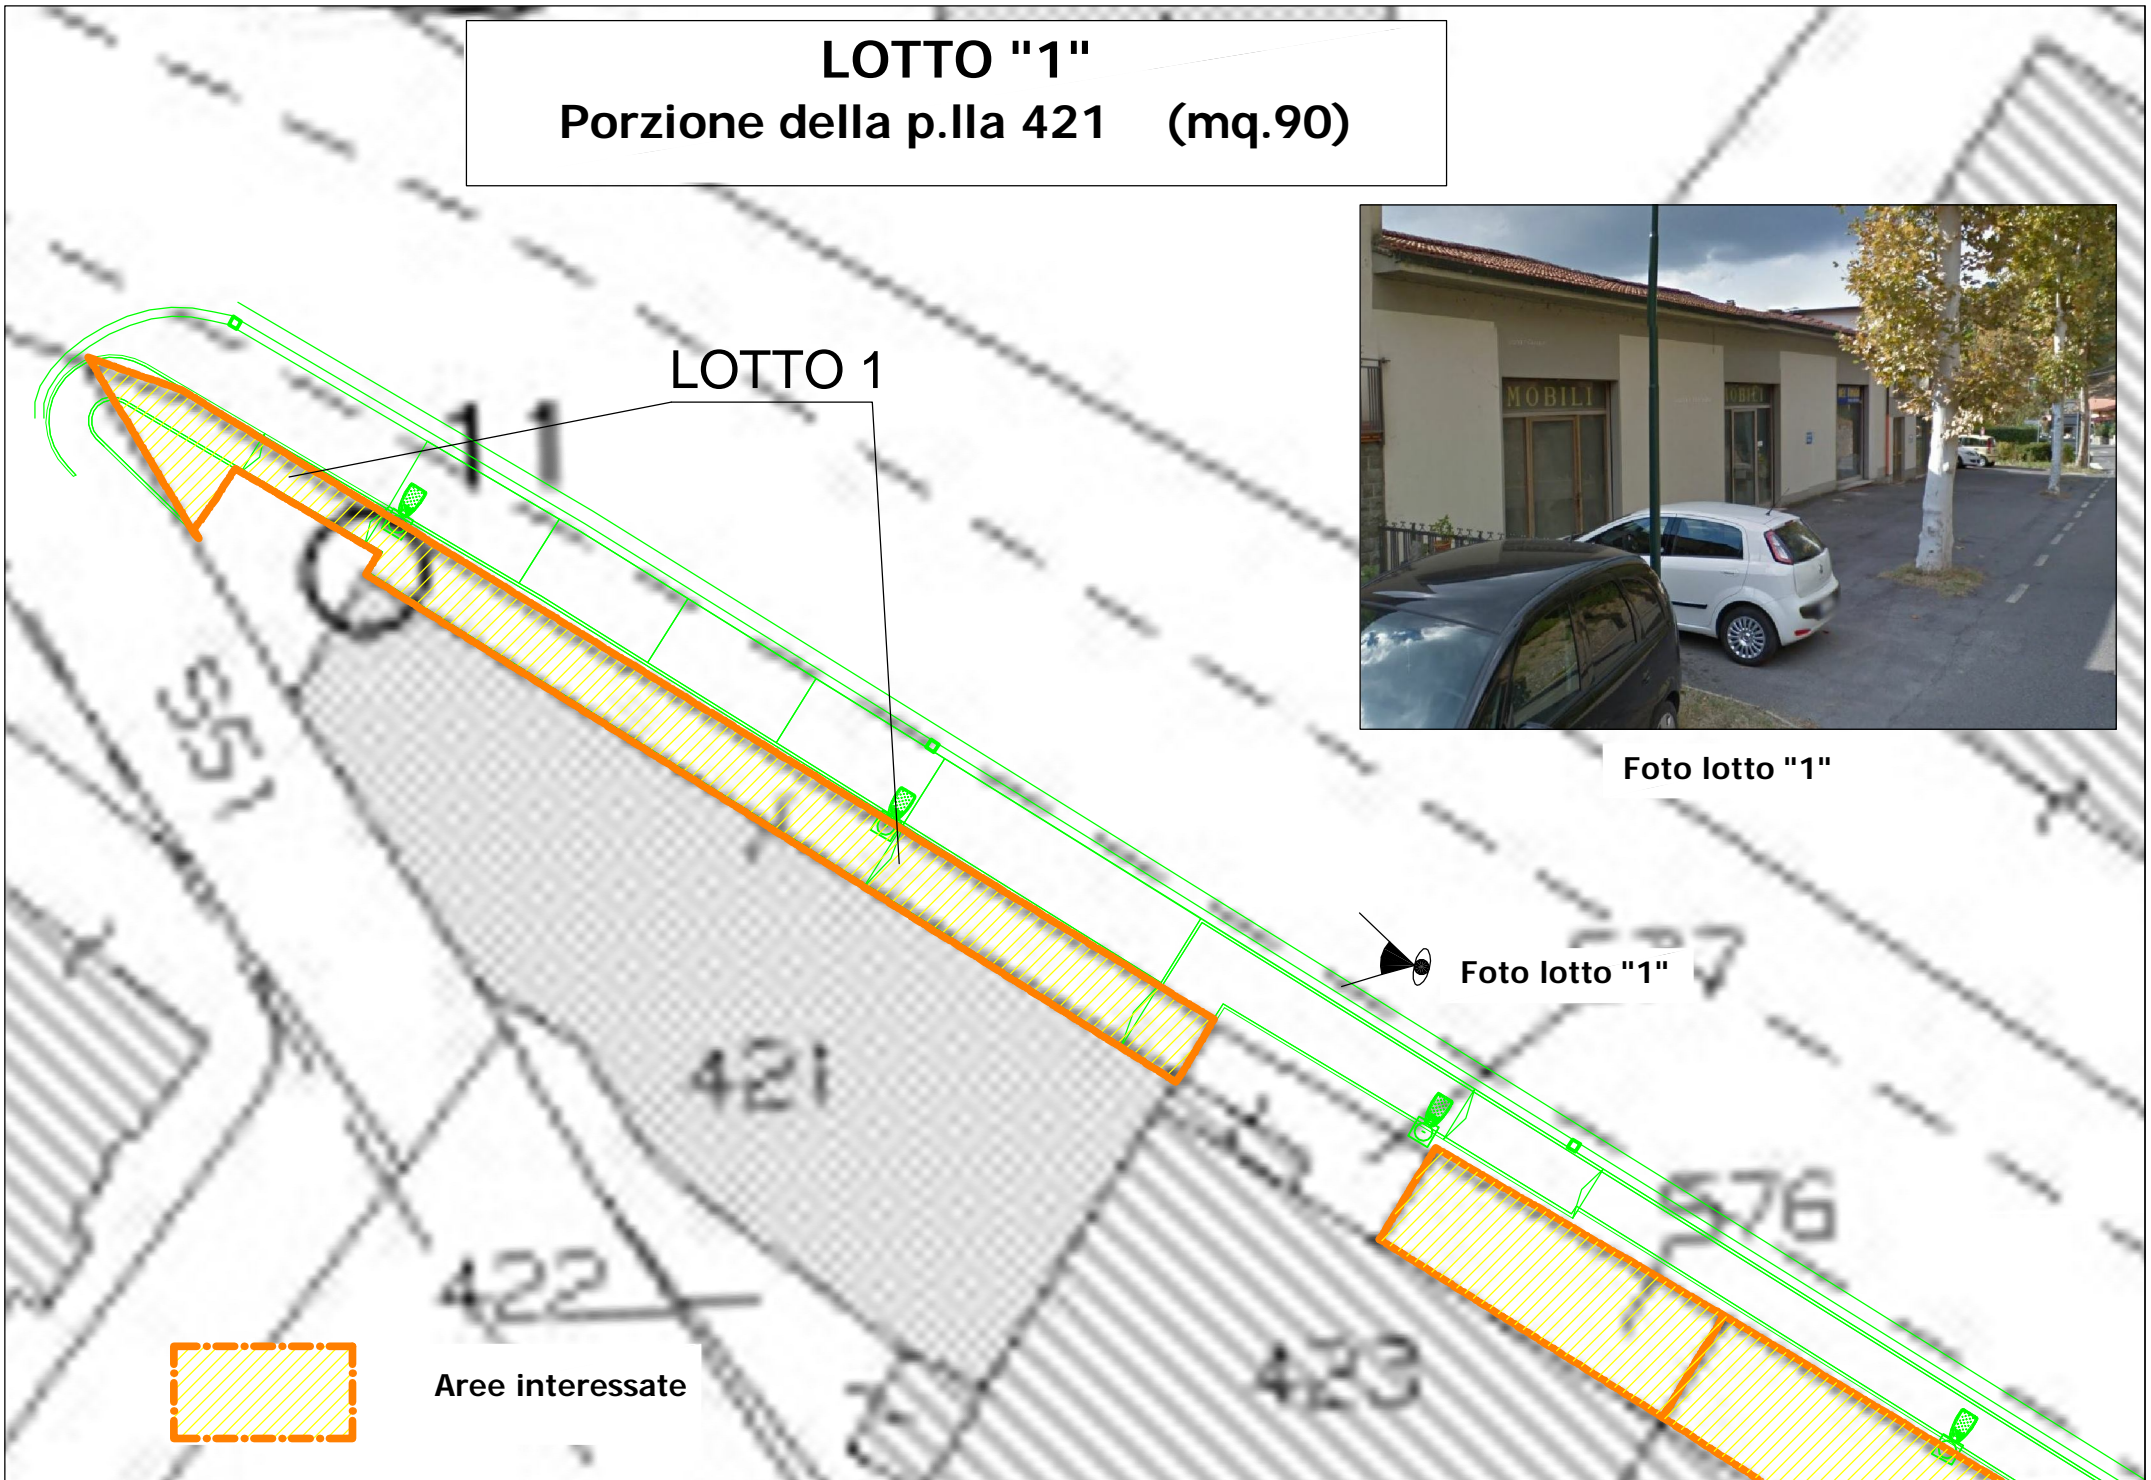 LOTTO "1"
Porzione della p.lla 421 (mq.90)
LOTTO 1
11
MOBILI
MOBILI
Foto lotto "1"
551
Foto lotto "1"
421
576
422
423
Aree interessate